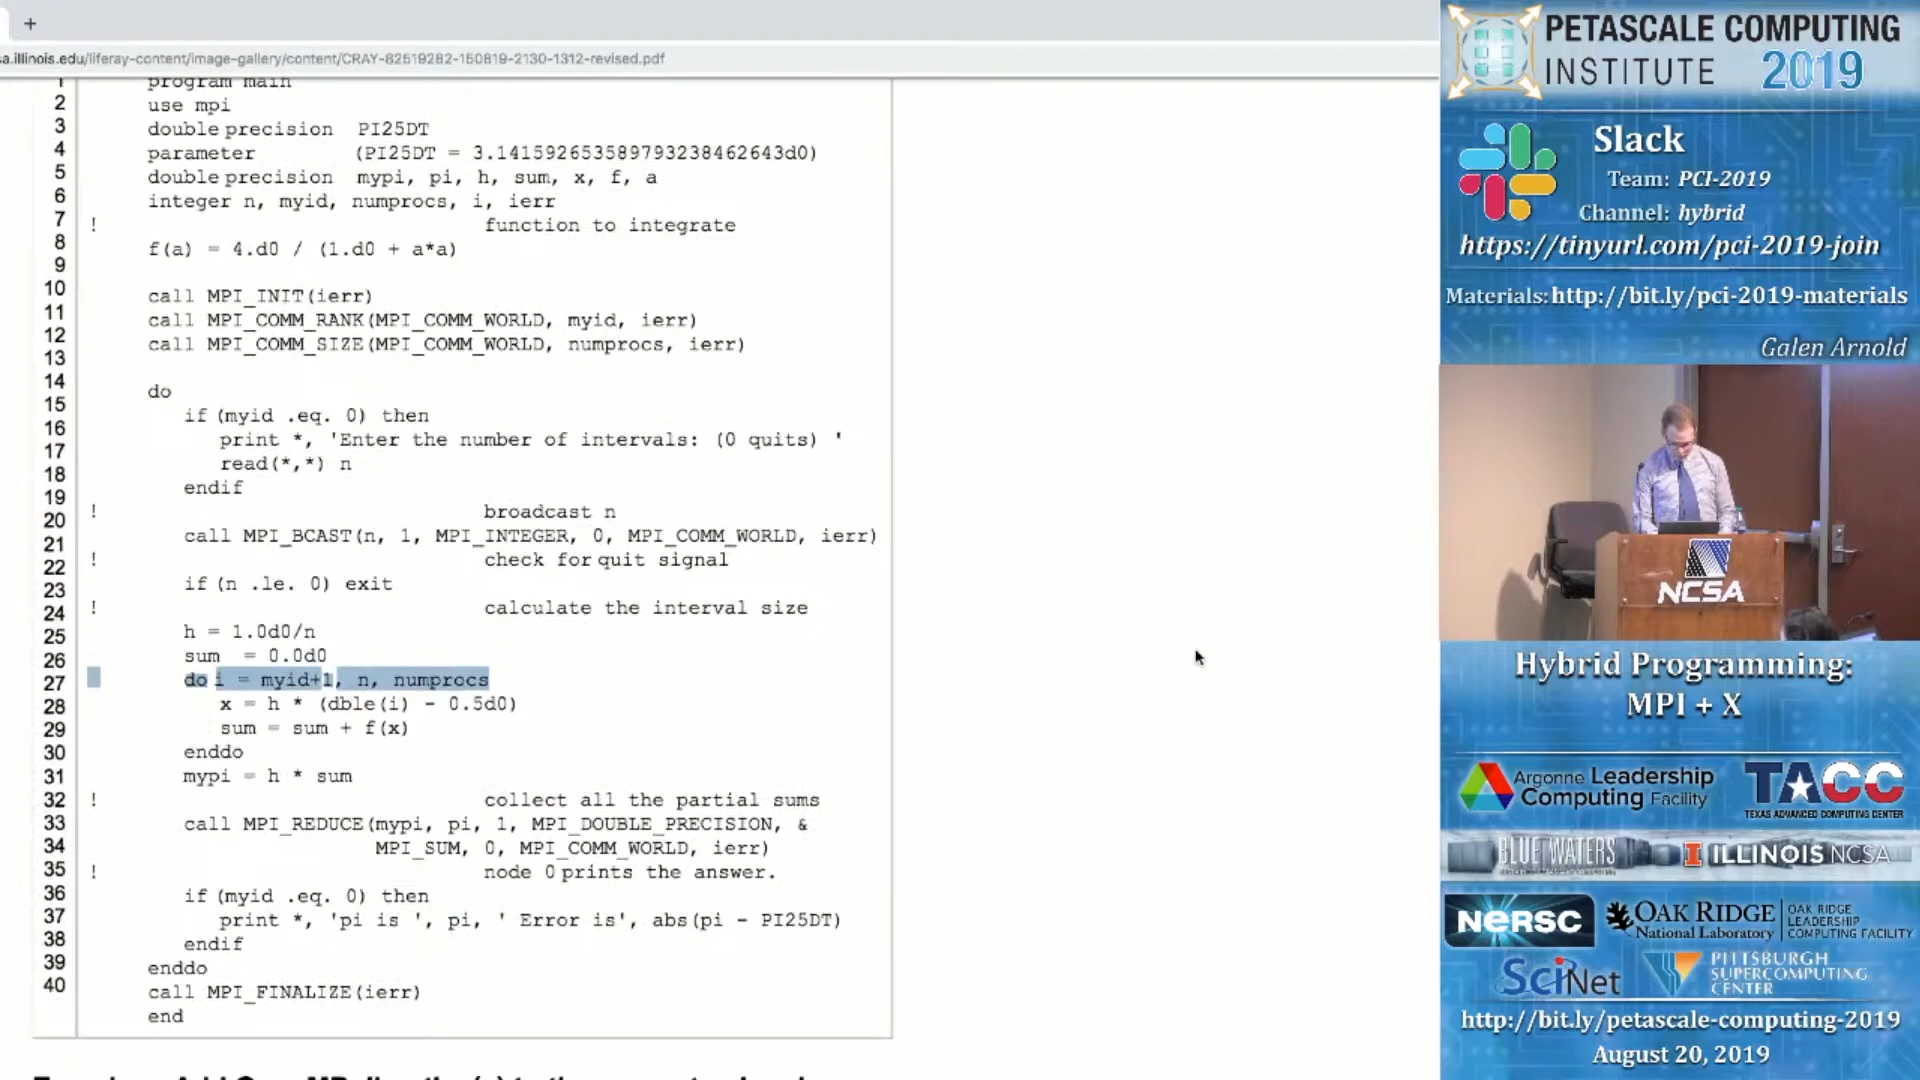 +
sa.illinois.edu/liferay-content/image-gallery/content/CRAY-82519282-150819-2130-1312-revised.pdf
1 program main
2 use mpi
3 double precision PI25DT
4 parameter (PI25DT = 3.141592653589793238462643d0)
5 double precision mypi, pi, h, sum, x, f, a
6 integer n, myid, numprocs, i, ierr
7 ! function to integrate
8 f(a) = 4.d0 / (1.d0 + a*a)
9
10 call MPI_INIT(ierr)
11 call MPI_COMM_RANK(MPI_COMM_WORLD, myid, ierr)
12 call MPI_COMM_SIZE(MPI_COMM_WORLD, numprocs, ierr)
13
14 do
15 if (myid .eq. 0) then
16 print *, 'Enter the number of intervals: (0 quits) '
17 read(*,*) n
18 endif
19 ! broadcast n
20 call MPI_BCAST(n, 1, MPI_INTEGER, 0, MPI_COMM_WORLD, ierr)
21 ! check for quit signal
22 if (n .le. 0) exit
23 ! calculate the interval size
24 h = 1.0d0/n
25 sum = 0.0d0
26 do i = myid+1, n, numprocs
27 x = h * (dble(i) - 0.5d0)
28 sum = sum + f(x)
29 enddo
30 mypi = h * sum
31 ! collect all the partial sums
32 call MPI_REDUCE(mypi, pi, 1, MPI_DOUBLE_PRECISION, &
33 MPI_SUM, 0, MPI_COMM_WORLD, ierr)
34 ! node 0 prints the answer.
35 if (myid .eq. 0) then
36 print *, 'pi is ', pi, ' Error is', abs(pi - PI25DT)
37 endif
38 enddo
39 call MPI_FINALIZE(ierr)
40 end
PETASCALE COMPUTING
INSTITUTE 2019
Slack
Team: PCI-2019
Channel: hybrid
https://tinyurl.com/pci-2019-join
Materials: http://bit.ly/pci-2019-materials
Galen Arnold
NCSA
Hybrid Programming:
MPI + X
Argonne Leadership
Computing Facility
TACC
TEXAS ADVANCED COMPUTING CENTER
BLUE WATERS
I ILLINOIS NCSA
NERSC
OAK RIDGE
National Laboratory
OAK RIDGE
LEADERSHIP
COMPUTING FACILITY
SciNet
PITTSBURGH
SUPERCOMPUTING
CENTER
http://bit.ly/petascale-computing-2019
August 20, 2019